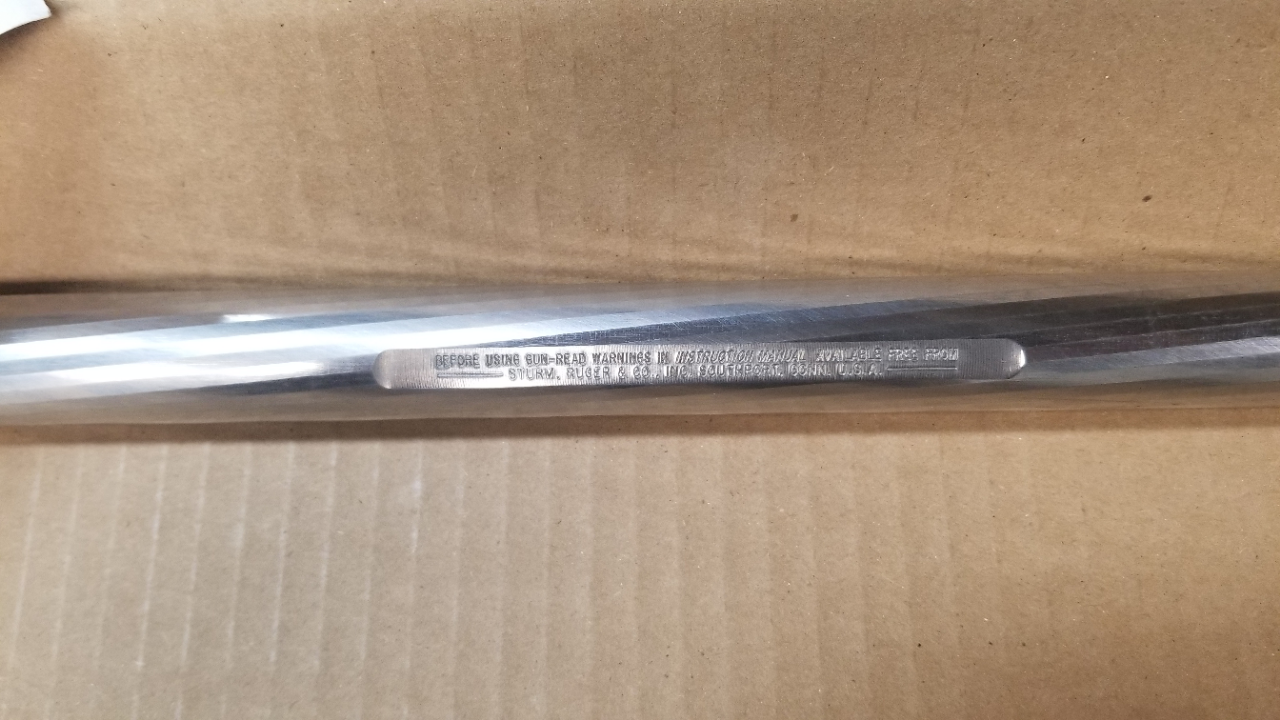 BEFORE USING GUN-READ WARNINGS IN INSTRUCTION MANUAL AVAILABLE FREE FROM
STURM, RUGER & CO., INC. SOUTHPORT, CONN. U.S.A.